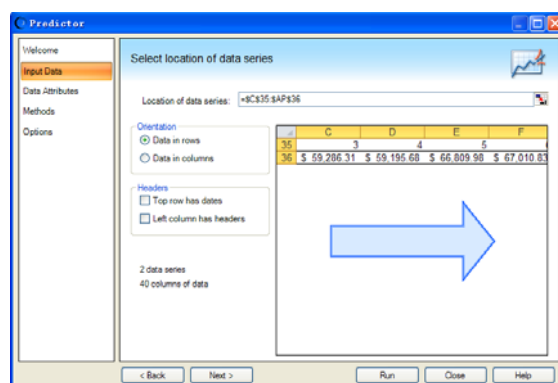 Predictor
Welcome
Input Data
Data Attributes
Methods
Options
Select location of data series
Location of data series: =$C$35:$AP$36
Orientation
Data in rows
Data in columns
Headers
Top row has dates
Left column has headers
2 data series
40 columns of data
C D E F
35 3 4 5
36 $ 59,286.31 $ 59,195.68 $ 66,809.98 $ 67,010.83
< Back Next > Run Close Help